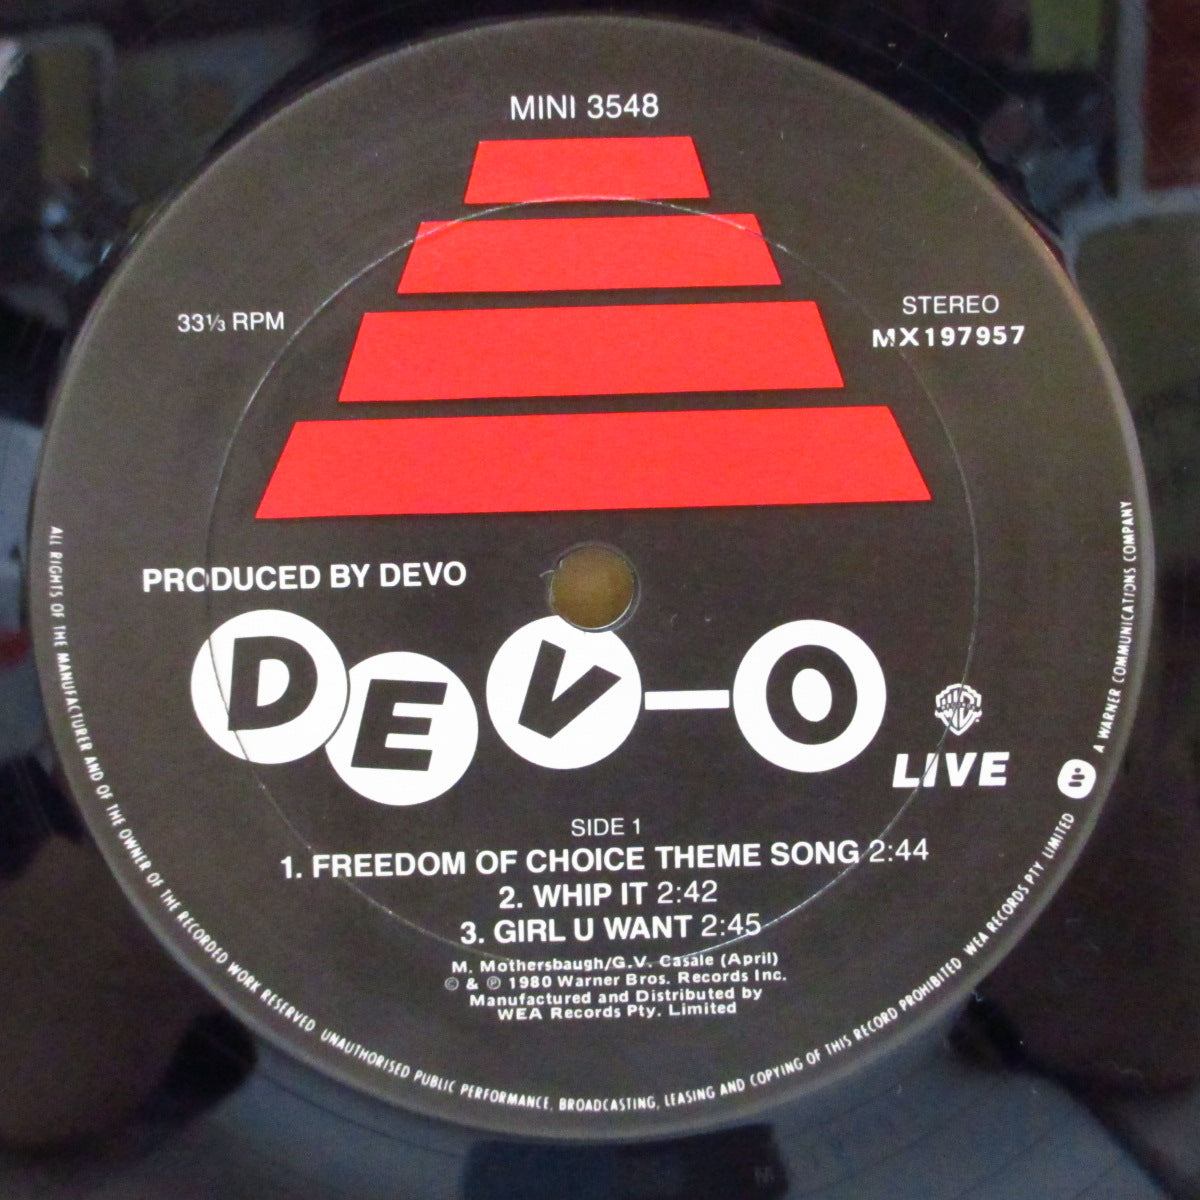 MINI 3548
33⅓ RPM
STEREO
MX197957
PRODUCED BY DEVO
DEV-O
LIVE
SIDE 1
1. FREEDOM OF CHOICE THEME SONG 2:44
2. WHIP IT 2:42
3. GIRL U WANT 2:45
M. Mothersbaugh/G.V. Casale (April)
© & ℗ 1980 Warner Bros. Records Inc.
Manufactured and Distributed by
WEA Records Pty. Limited
ALL RIGHTS OF THE MANUFACTURER AND OF THE OWNER OF THE RECORDED WORK RESERVED UNAUTHORISED PUBLIC PERFORMANCE, BROADCASTING, LEASING AND COPYING OF THIS RECORD PROHIBITED WEA RECORDS PTY LIMITED A WARNER COMMUNICATIONS COMPANY